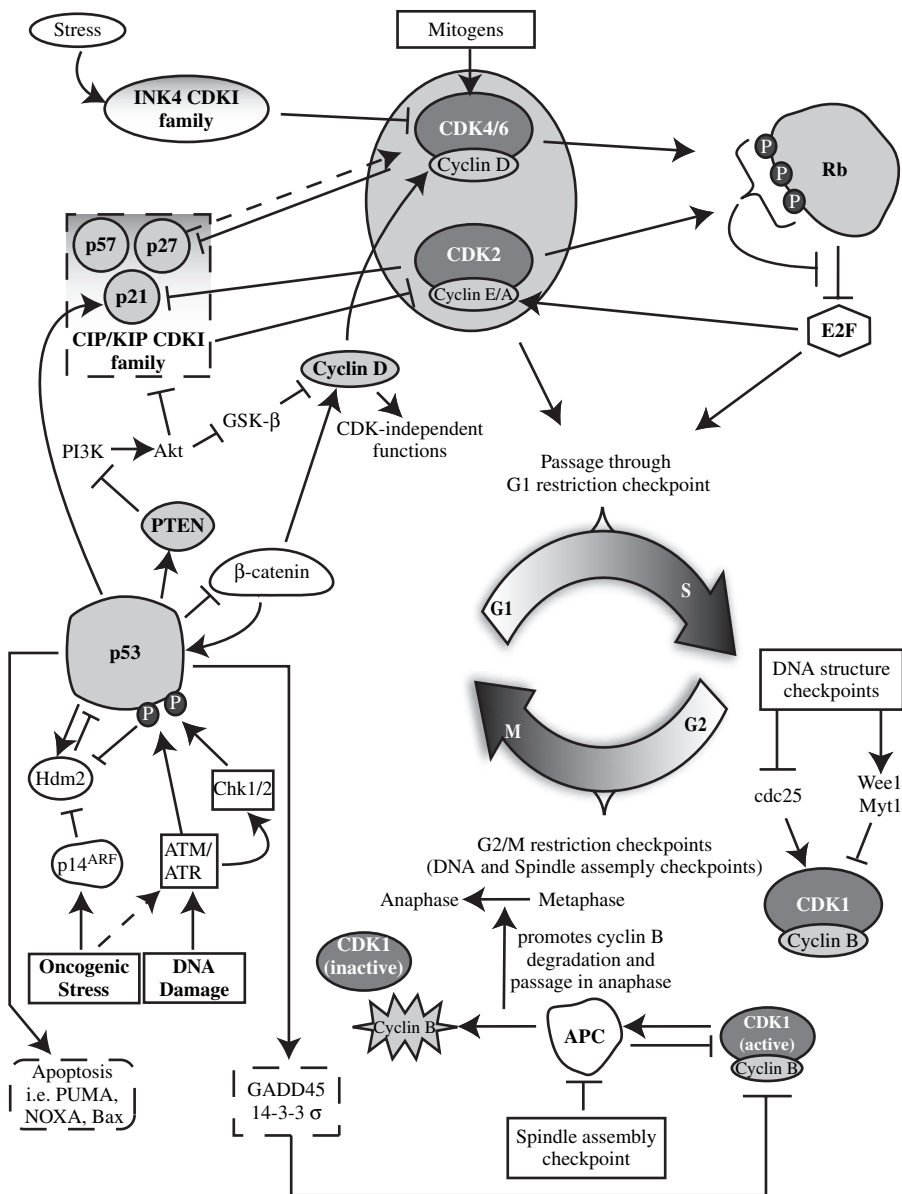 Stress
Mitogens
INK4 CDKI
family
CDK4/6
Cyclin D
P
P
P
Rb
p57
p27
p21
CIP/KIP CDKI
family
CDK2
Cyclin E/A
E2F
Cyclin D
GSK-β
CDK-independent
functions
PI3K
Akt
PTEN
β-catenin
Passage through
G1 restriction checkpoint
G1
S
G2
M
p53
P
P
Hdm2
Chk1/2
p14ARF
ATM/
ATR
Oncogenic
Stress
DNA
Damage
DNA structure
checkpoints
cdc25
Wee1
Myt1
CDK1
Cyclin B
G2/M restriction checkpoints
(DNA and Spindle assembly checkpoints)
Anaphase
Metaphase
promotes cyclin B
degradation and
passage in anaphase
CDK1
(inactive)
Cyclin B
APC
CDK1
(active)
Cyclin B
Apoptosis
i.e. PUMA,
NOXA, Bax
GADD45
14-3-3 σ
Spindle assembly
checkpoint